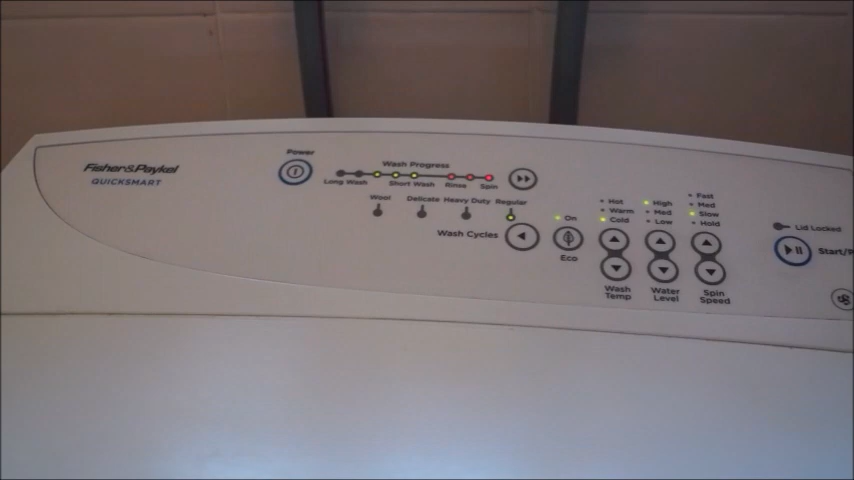 Fisher&Paykel
QUICKSMART
Power
Wash Progress
Long Wash
Short Wash
Rinse
Spin
Wool
Delicate
Heavy Duty
Regular
Wash Cycles
On
Eco
Hot
Warm
Cold
Wash
Temp
High
Med
Low
Water
Level
Fast
Med
Slow
Hold
Spin
Speed
Lid Locked
Start/P